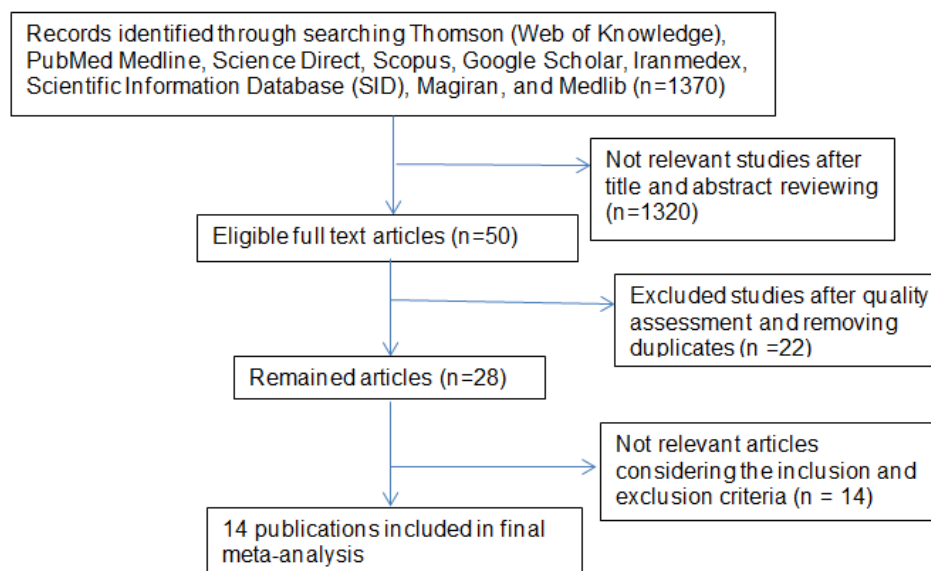 Records identified through searching Thomson (Web of Knowledge),
PubMed Medline, Science Direct, Scopus, Google Scholar, Iranmedex,
Scientific Information Database (SID), Magiran, and Medlib (n=1370)
Not relevant studies after
title and abstract reviewing
(n=1320)
Eligible full text articles (n=50)
Excluded studies after quality
assessment and removing
duplicates (n =22)
Remained articles (n=28)
Not relevant articles
considering the inclusion and
exclusion criteria (n = 14)
14 publications included in final
meta-analysis